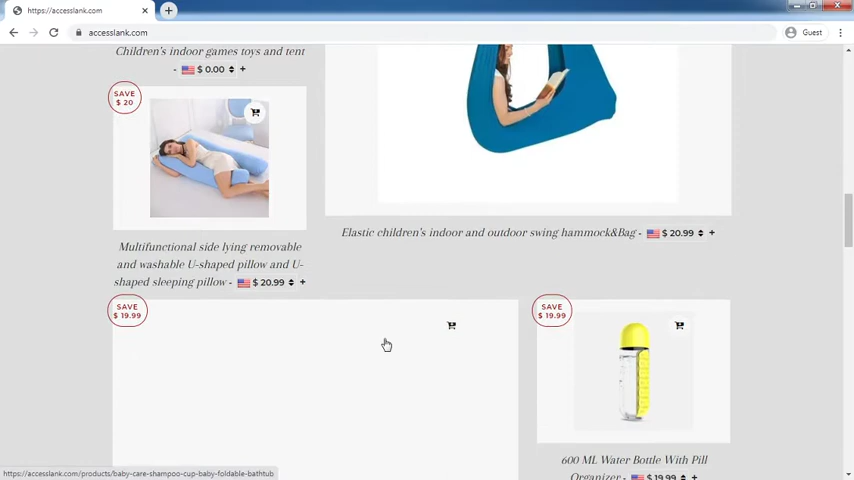 https://accesslank.com
accesslank.com
Guest
Children's indoor games toys and tent
- $ 0.00 +
SAVE
$ 20
Multifunctional side lying removable
and washable U-shaped pillow and U-
shaped sleeping pillow - $ 20.99 +
Elastic children's indoor and outdoor swing hammock&Bag - $ 20.99 +
SAVE
$ 19.99
SAVE
$ 19.99
600 ML Water Bottle With Pill
Organizer - $ 19.99 +
https://accesslank.com/products/baby-care-shampoo-cup-baby-foldable-bathtub